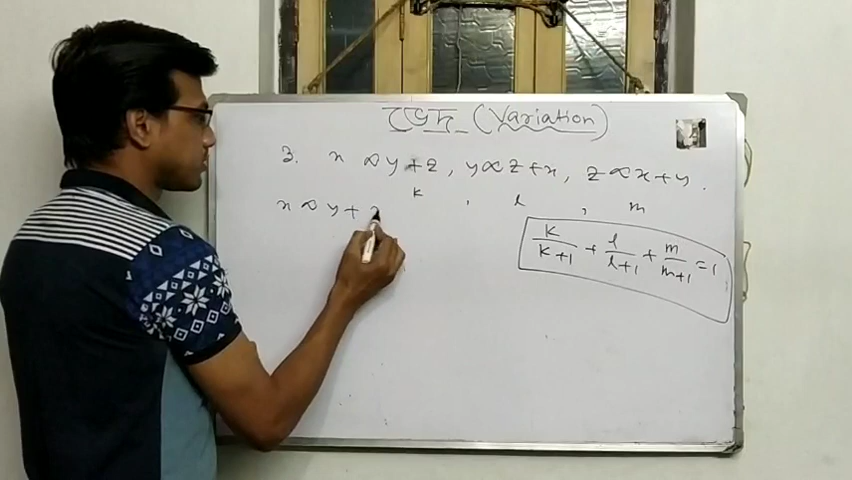 ভেদ (Variation)
3. x ∝ y + z, y ∝ z + x, z ∝ x + y.
k, l, m
x ∝ y +
k/k+1 + l/l+1 + m/m+1 = 1